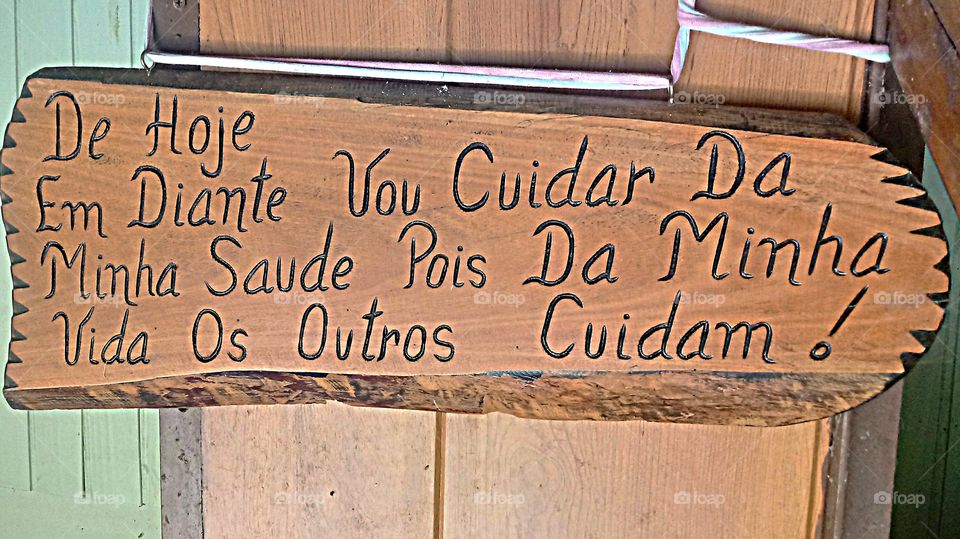 De Hoje
Em Diante Vou Cuidar Da
Minha Saude Pois Da Minha
Vida Os Outros Cuidam !